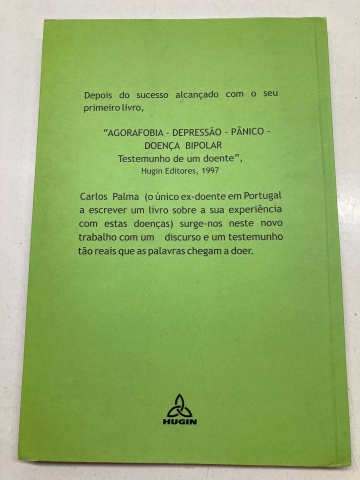 Depois do sucesso alcançado com o seu
primeiro livro,
“AGORAFOBIA - DEPRESSÃO - PÂNICO -
DOENÇA BIPOLAR
Testemunho de um doente”,
Hugin Editores, 1997
Carlos Palma (o único ex-doente em Portugal
a escrever um livro sobre a sua experiência
com estas doenças) surge-nos neste novo
trabalho com um discurso e um testemunho
tão reais que as palavras chegam a doer.
HUGIN